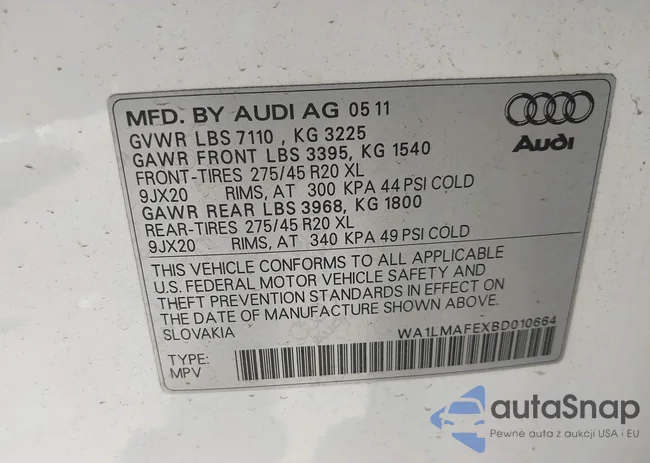 MFD. BY AUDI AG 05 11
GVWR LBS 7110 , KG 3225
GAWR FRONT LBS 3395, KG 1540
FRONT-TIRES 275/45 R20 XL
9JX20 RIMS, AT 300 KPA 44 PSI COLD
GAWR REAR LBS 3968, KG 1800
REAR-TIRES 275/45 R20 XL
9JX20 RIMS, AT 340 KPA 49 PSI COLD
Audi
THIS VEHICLE CONFORMS TO ALL APPLICABLE
U.S. FEDERAL MOTOR VEHICLE SAFETY AND
THEFT PREVENTION STANDARDS IN EFFECT ON
THE DATE OF MANUFACTURE SHOWN ABOVE.
SLOVAKIA
WA1LMAFEXBD010664
TYPE:
MPV
autaSnap
Pewne auta z aukcji USA i EU